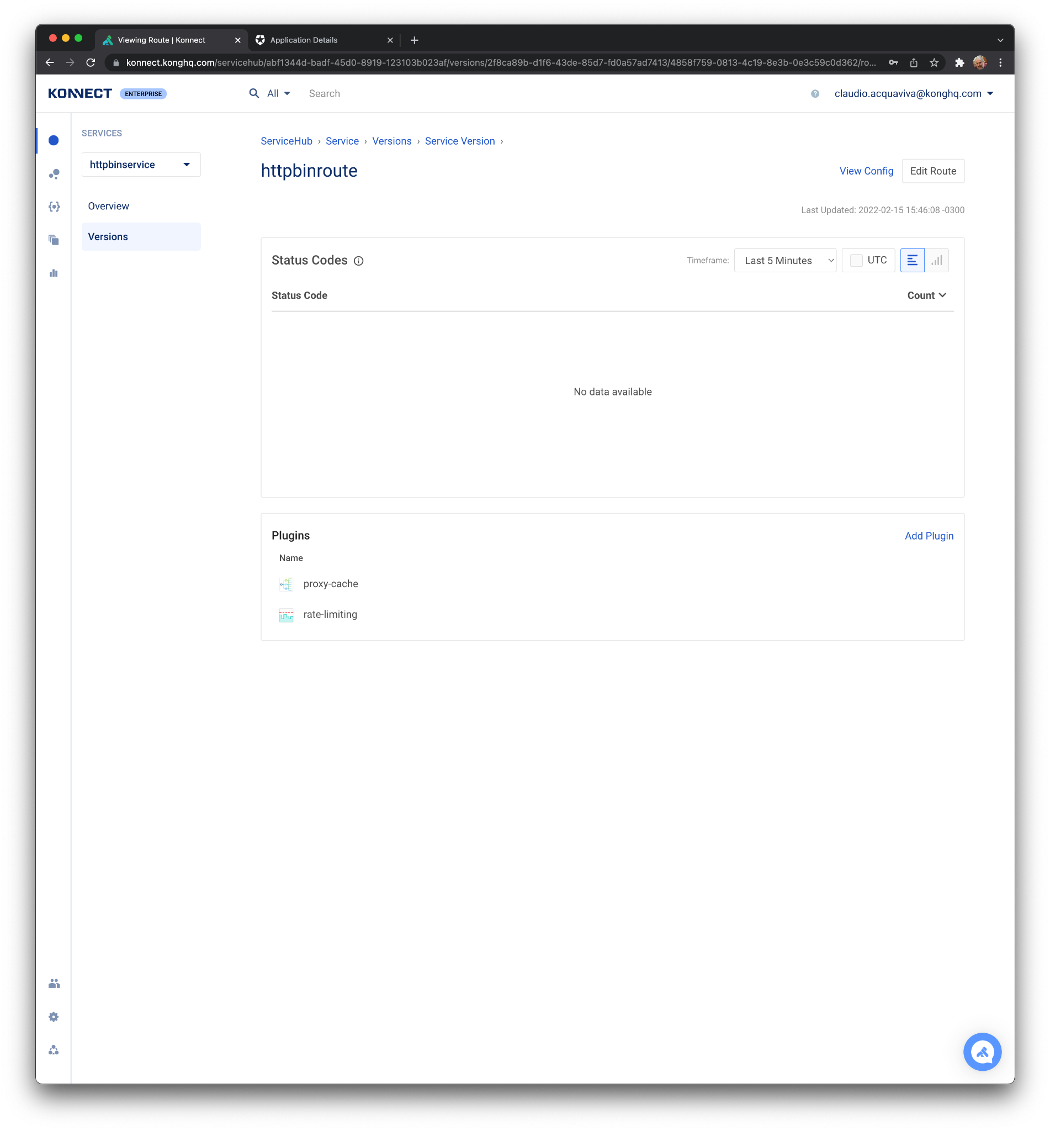 Viewing Route | Konnect
Application Details
konnect.konghq.com/servicehub/abf1344d-badf-45d0-8919-123103b023af/versions/2f8ca89b-d1f6-43de-85d7-fd0a57ad7413/4858f759-0813-4c19-8e3b-0e3c59c0d362/ro...
KONNECT ENTERPRISE
All
Search
claudio.acquaviva@konghq.com
SERVICES
httpbinservice
Overview
Versions
ServiceHub › Service › Versions › Service Version ›
httpbinroute
View Config
Edit Route
Last Updated: 2022-02-15 15:46:08 -0300
Status Codes
Timeframe: Last 5 Minutes
UTC
Status Code
Count
No data available
Plugins
Add Plugin
Name
proxy-cache
rate-limiting